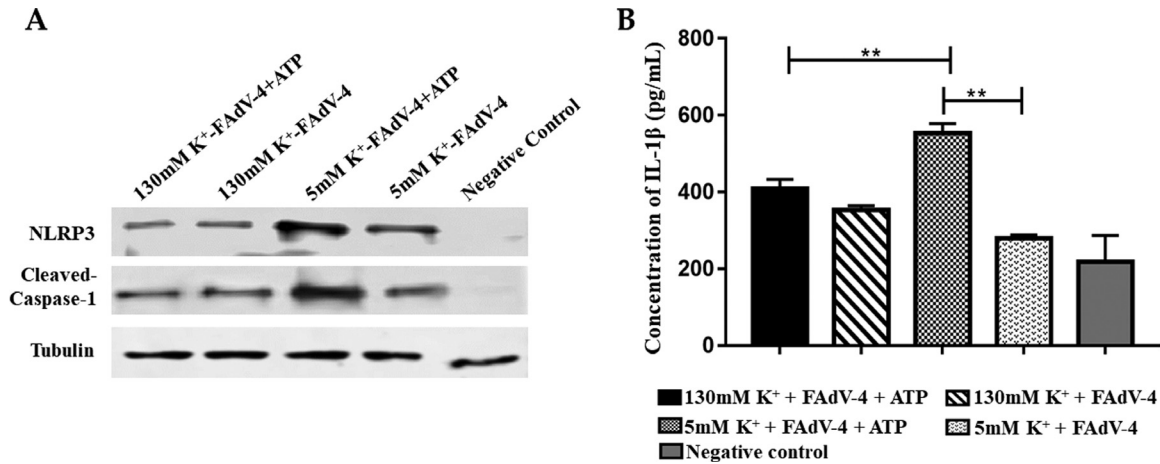 A
130mM K⁺-FAdV-4+ATP
130mM K⁺-FAdV-4
5mM K⁺-FAdV-4+ATP
5mM K⁺-FAdV-4
Negative Control
NLRP3
Cleaved-
Caspase-1
Tubulin
B
Concentration of IL-1β (pg/mL)
800
600
400
200
0
**
**
130mM K⁺ + FAdV-4 + ATP
130mM K⁺ + FAdV-4
5mM K⁺ + FAdV-4 + ATP
5mM K⁺ + FAdV-4
Negative control